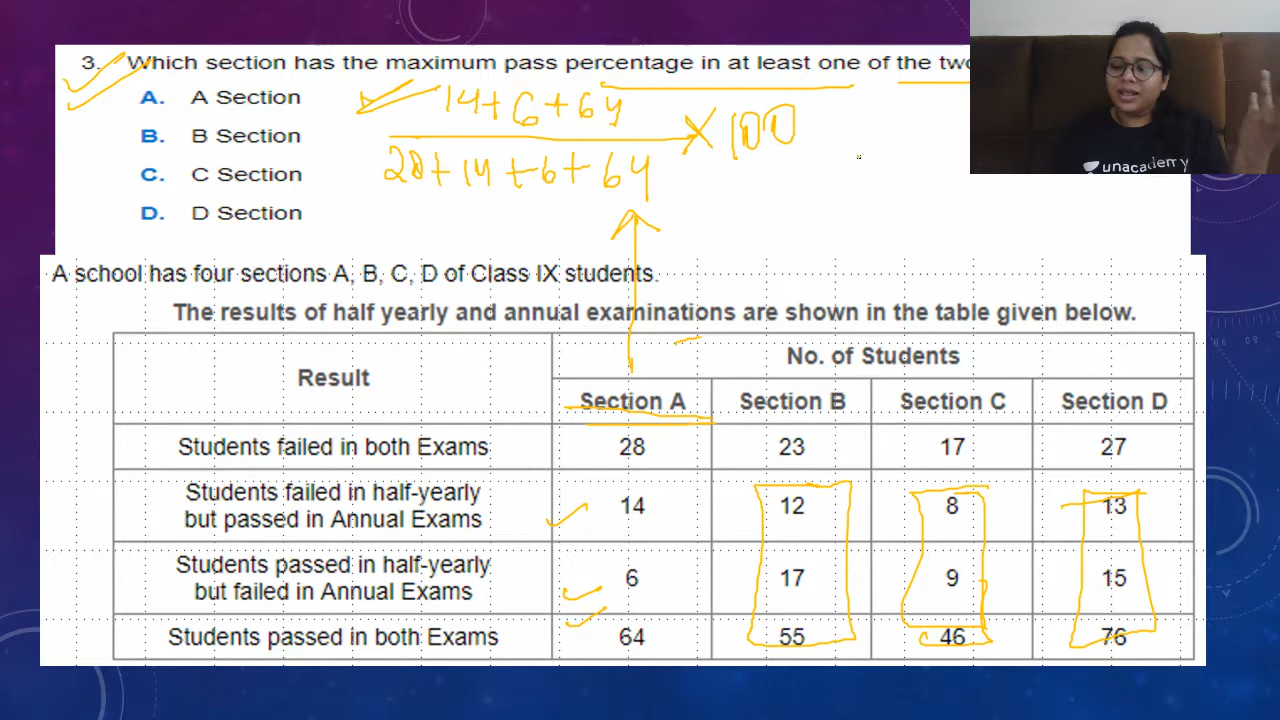 3. Which section has the maximum pass percentage in at least one of the two
A. A Section
B. B Section
C. C Section
D. D Section
14+6+64
28+14+6+64 × 100
unacademy
A school has four sections A, B, C, D of Class IX students.
The results of half yearly and annual examinations are shown in the table given below.
Result
No. of Students
Section A Section B Section C Section D
Students failed in both Exams 28 23 17 27
Students failed in half-yearly
but passed in Annual Exams 14 12 8 13
Students passed in half-yearly
but failed in Annual Exams 6 17 9 15
Students passed in both Exams 64 55 46 76